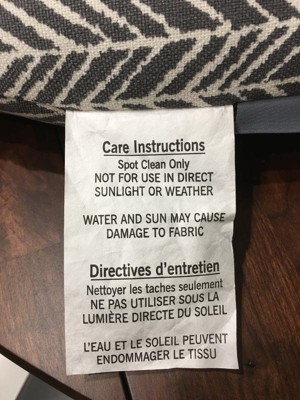 Care Instructions
Spot Clean Only
NOT FOR USE IN DIRECT
SUNLIGHT OR WEATHER
WATER AND SUN MAY CAUSE
DAMAGE TO FABRIC
Directives d'entretien
Nettoyer les taches seulement
NE PAS UTILISER SOUS LA
LUMIÈRE DIRECTE DU SOLEIL
L'EAU ET LE SOLEIL PEUVENT
ENDOMMAGER LE TISSU